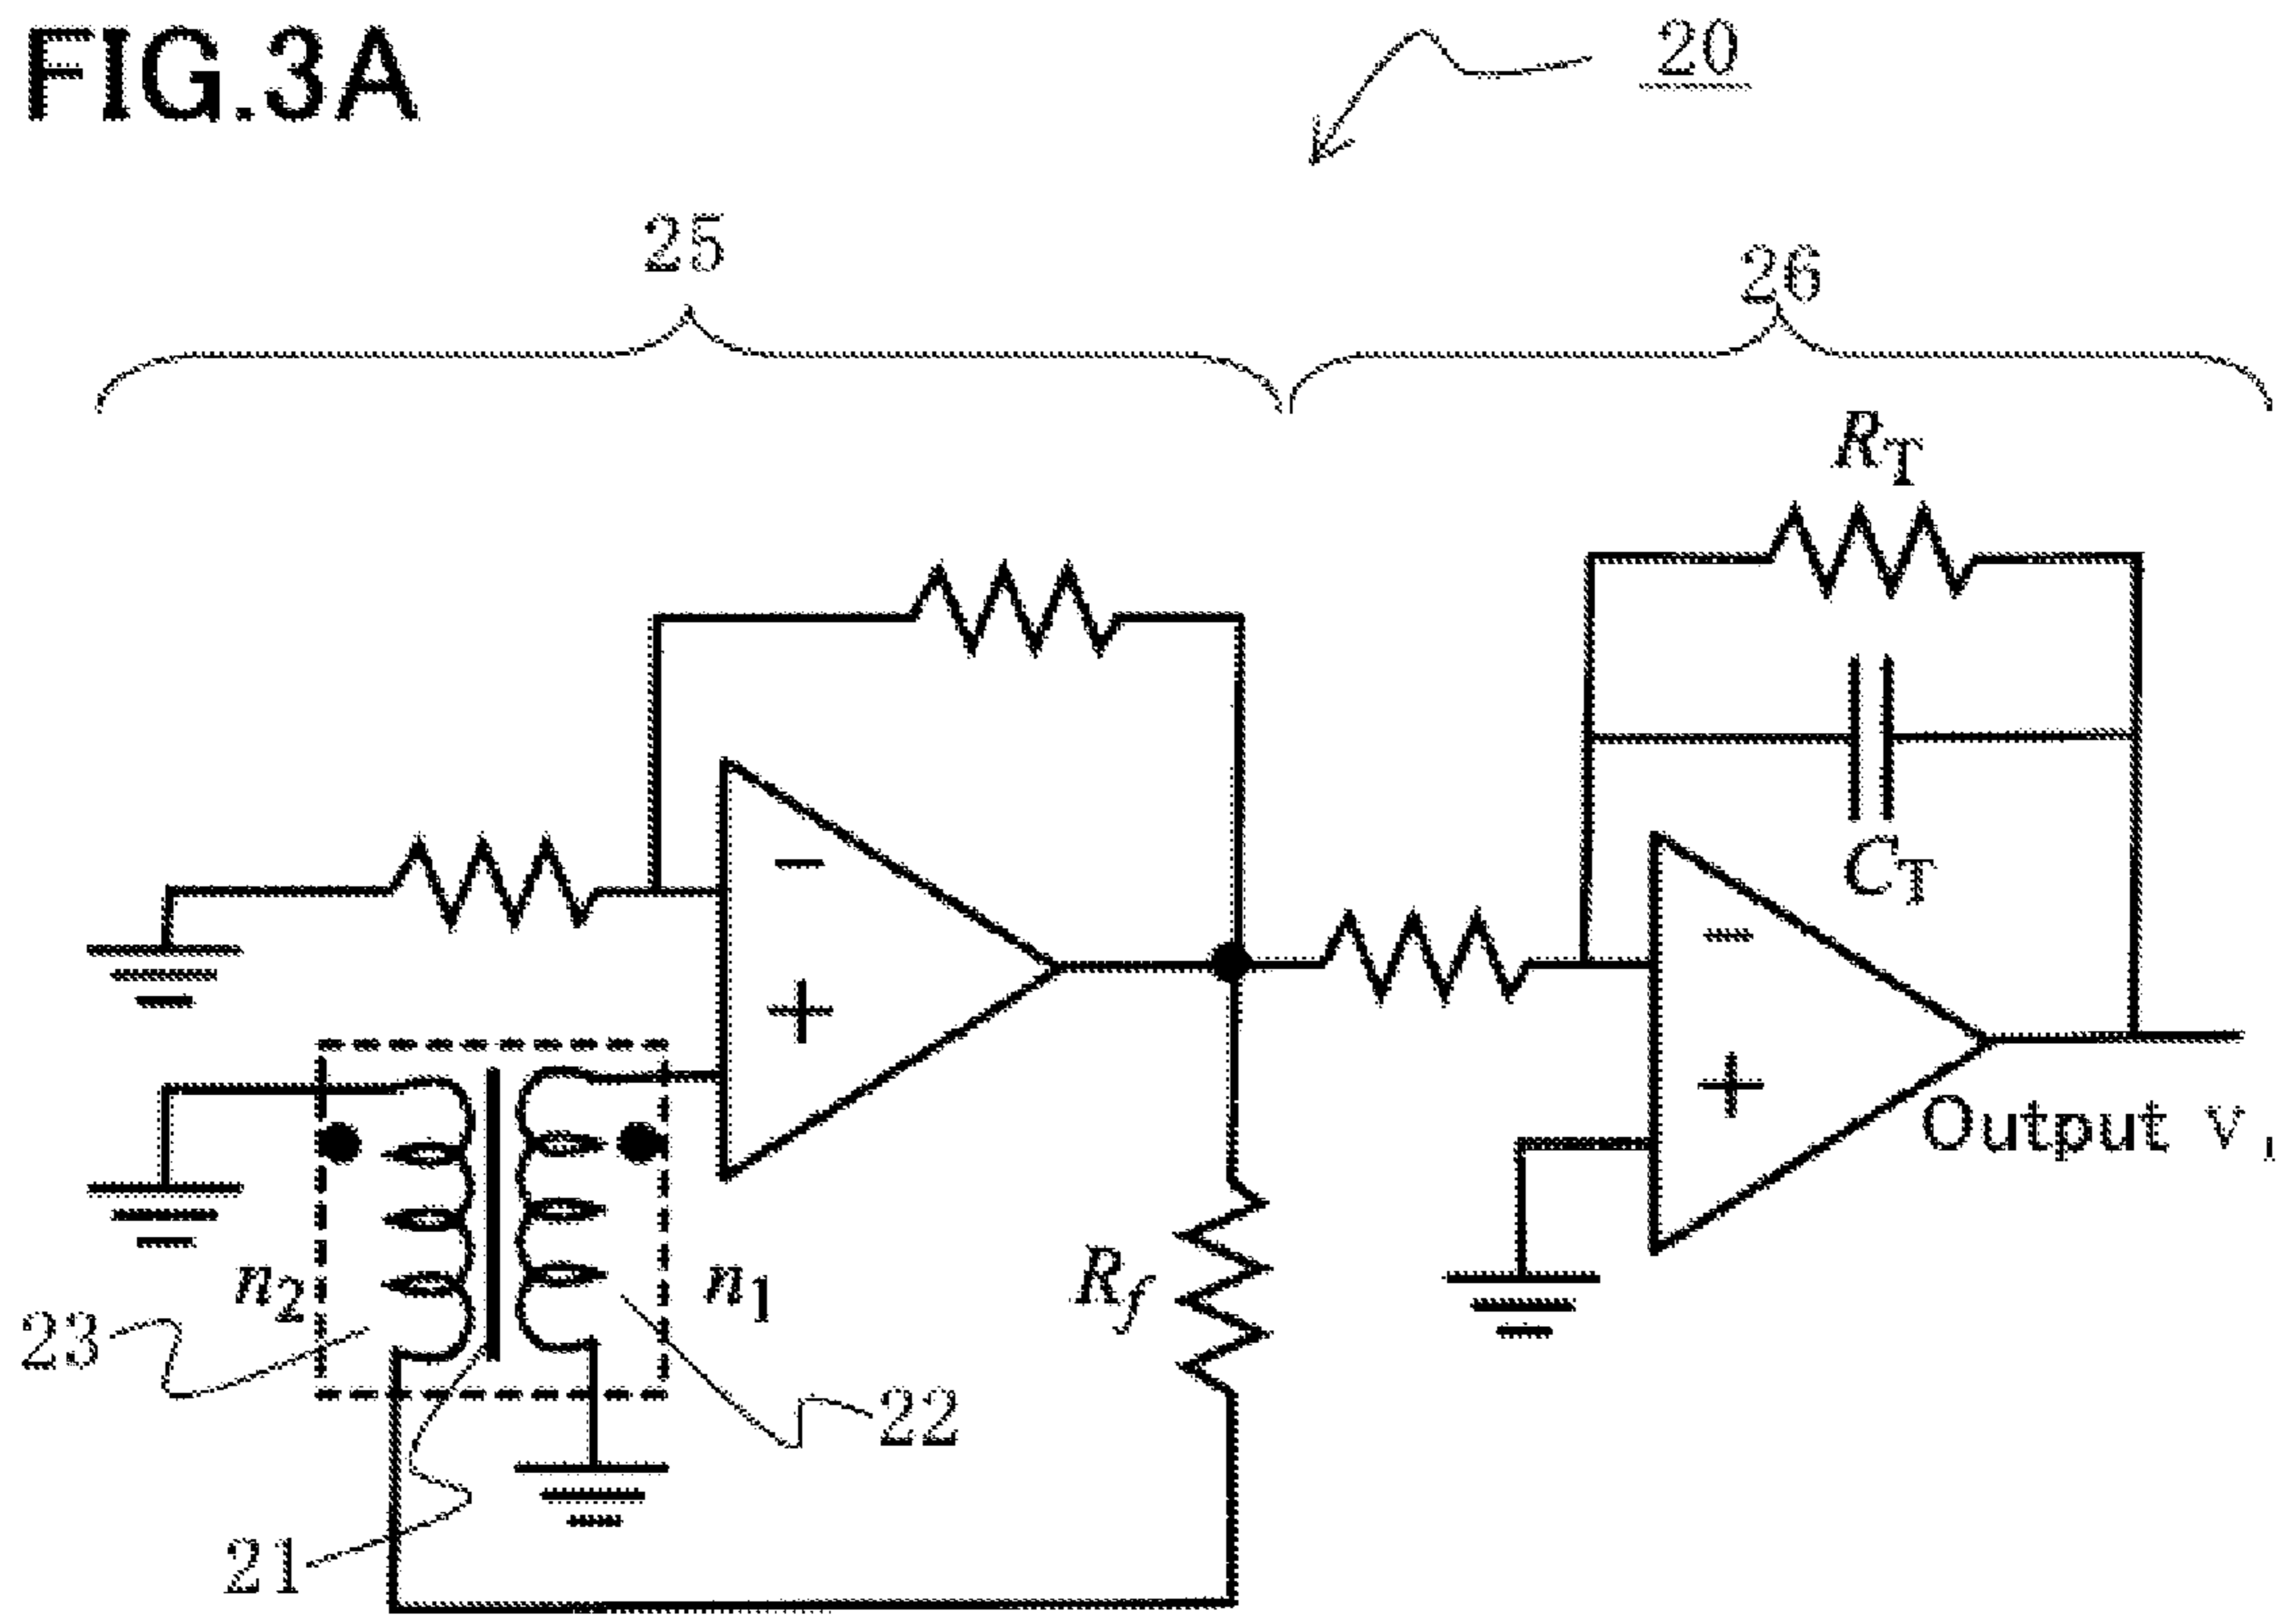 FIG.3A
20
25
26
R_T
−
C_T
−
+
+
Output v
n_2
n_1
R_f
23
22
21